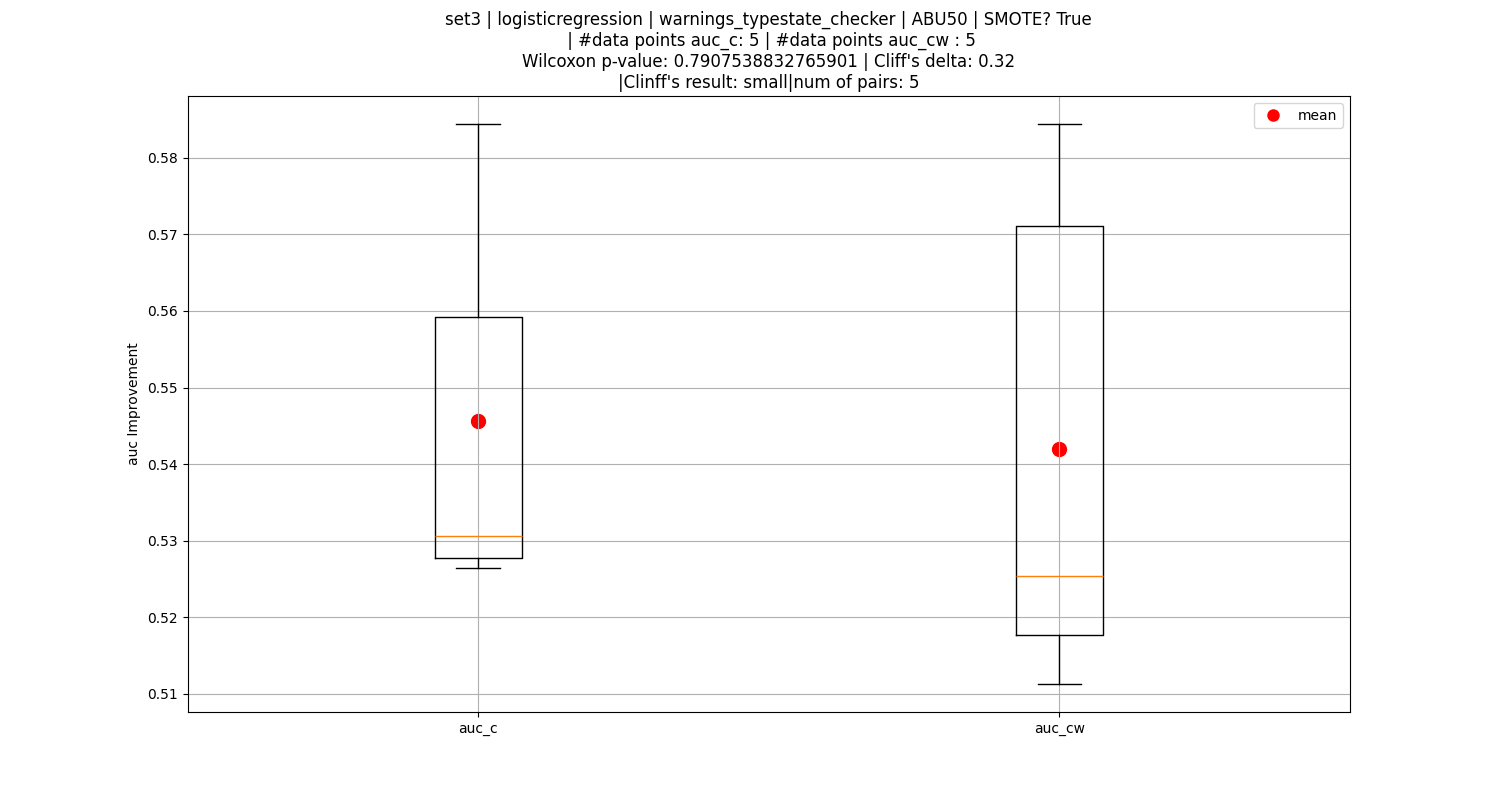 set3 | logisticregression | warnings_typestate_checker | ABU50 | SMOTE? True
| #data points auc_c: 5 | #data points auc_cw : 5
Wilcoxon p-value: 0.7907538832765901 | Cliff's delta: 0.32
|Clinff's result: small|num of pairs: 5
mean
0.58
0.57
0.56
0.55
0.54
0.53
0.52
0.51
auc Improvement
auc_c
auc_cw